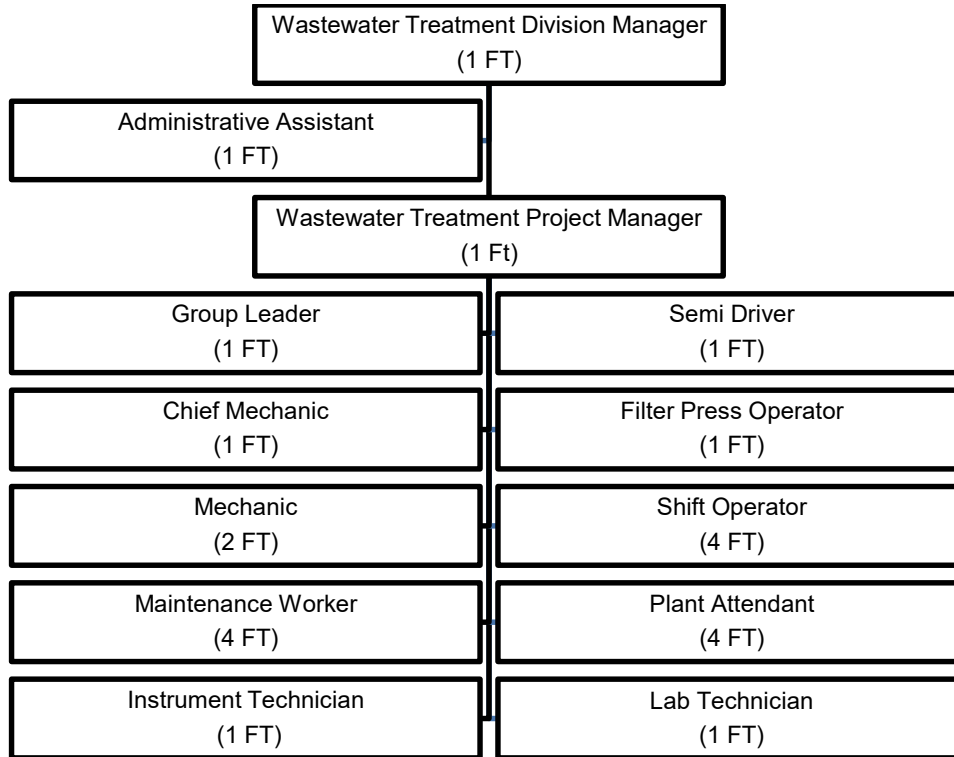 Wastewater Treatment Division Manager
(1 FT)
Administrative Assistant
(1 FT)
Wastewater Treatment Project Manager
(1 Ft)
Group Leader
(1 FT)
Semi Driver
(1 FT)
Chief Mechanic
(1 FT)
Filter Press Operator
(1 FT)
Mechanic
(2 FT)
Shift Operator
(4 FT)
Maintenance Worker
(4 FT)
Plant Attendant
(4 FT)
Instrument Technician
(1 FT)
Lab Technician
(1 FT)